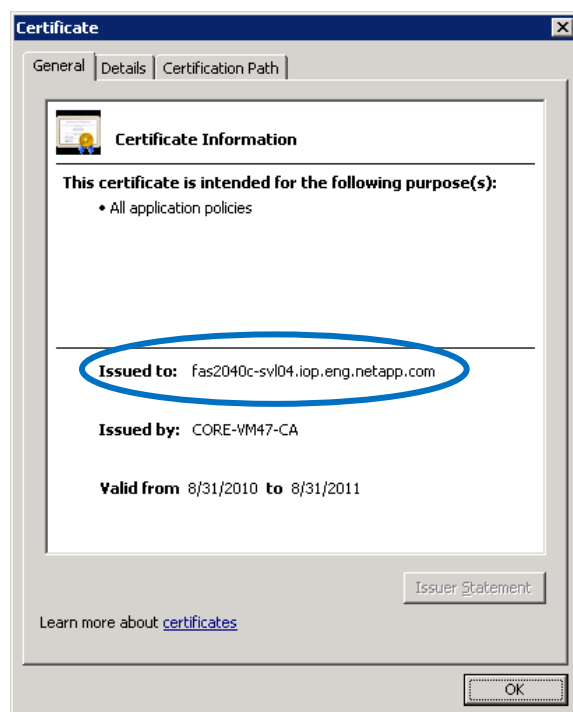 Certificate
General Details Certification Path
Certificate Information
This certificate is intended for the following purpose(s):
• All application policies
Issued to: fas2040c-svl04.iop.eng.netapp.com
Issued by: CORE-VM47-CA
Valid from 8/31/2010 to 8/31/2011
Issuer Statement
Learn more about certificates
OK